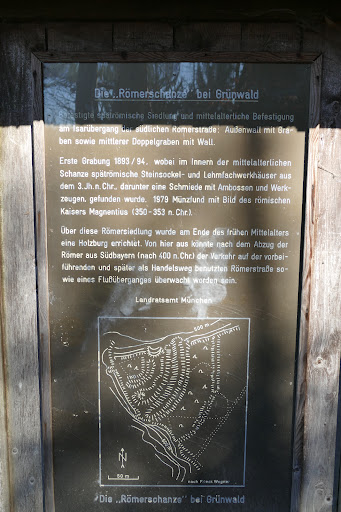 Die „Römerschanze" bei Grünwald
Befestigte spätrömische Siedlung und mittelalterliche Befestigung
am Isarübergang der südlichen Römerstraße: Außenwall mit Gra-
ben sowie mittlerer Doppelgraben mit Wall.
Erste Grabung 1893/94, wobei im Innern der mittelalterlichen
Schanze spätrömische Steinsockel- und Lehmfachwerkhäuser aus
dem 3.Jh.n.Chr., darunter eine Schmiede mit Ambossen und Werk-
zeugen, gefunden wurde. 1979 Münzfund mit Bild des römischen
Kaisers Magnentius (350-353 n.Chr.).
Über diese Römersiedlung wurde am Ende des frühen Mittelalters
eine Holzburg errichtet. Von hier aus könnte nach dem Abzug der
Römer aus Südbayern (nach 400 n.Chr.) der Verkehr auf der vorbei-
führenden und später als Handelsweg benutzten Römerstraße so-
wie eines Flußüberganges überwacht worden sein.
Landratsamt München
600 m
N
50 m
nach F.Xaver Wagner
Die „Römerschanze" bei Grünwald